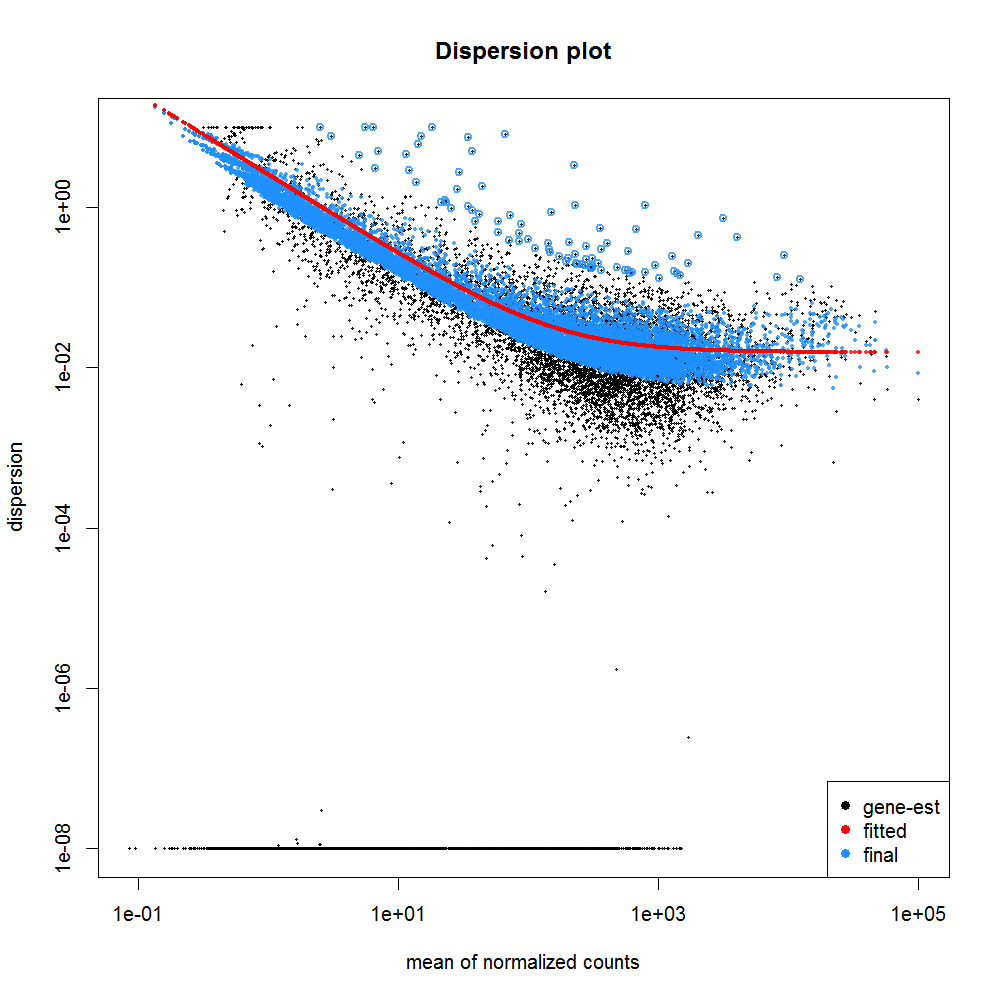 Dispersion plot
1e+00
1e-02
1e-04
1e-06
1e-08
dispersion
gene-est
fitted
final
1e-01
1e+01
1e+03
1e+05
mean of normalized counts